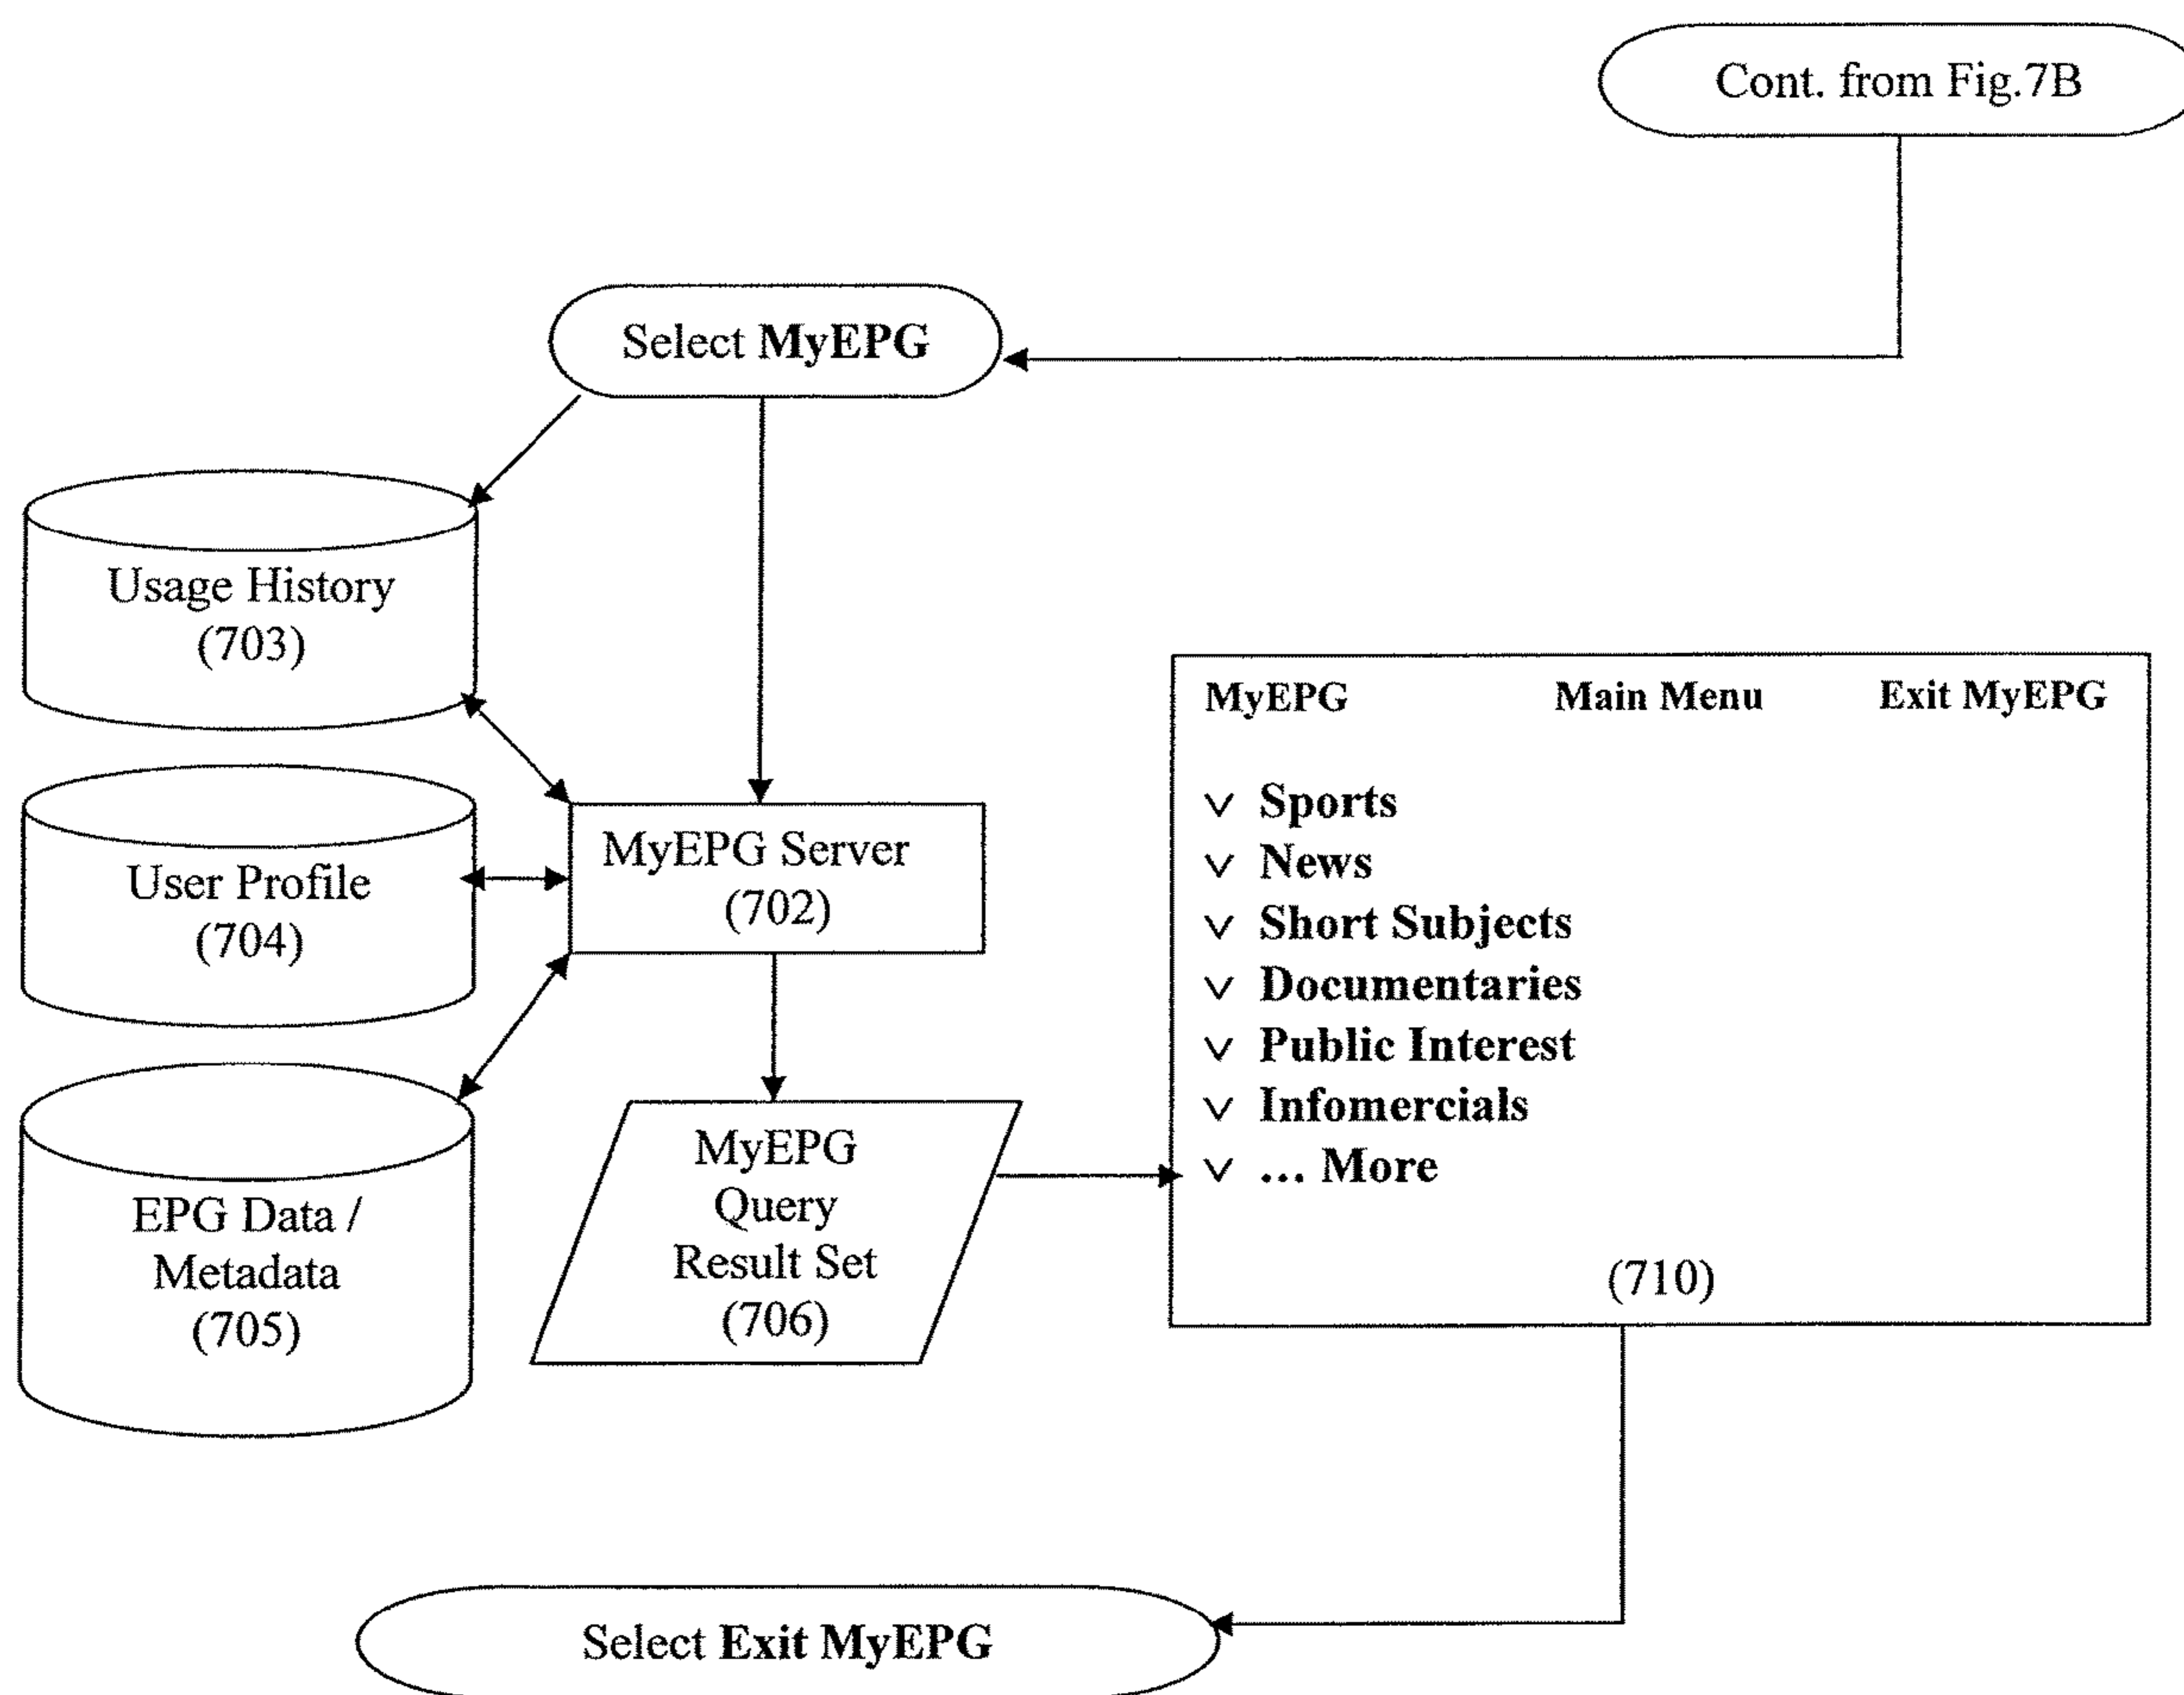 Cont. from Fig.7B
Select MyEPG
Usage History
(703)
User Profile
(704)
EPG Data /
Metadata
(705)
MyEPG Server
(702)
MyEPG
Query
Result Set
(706)
MyEPG Main Menu Exit MyEPG
v Sports
v News
v Short Subjects
v Documentaries
v Public Interest
v Infomercials
v ... More
(710)
Select Exit MyEPG